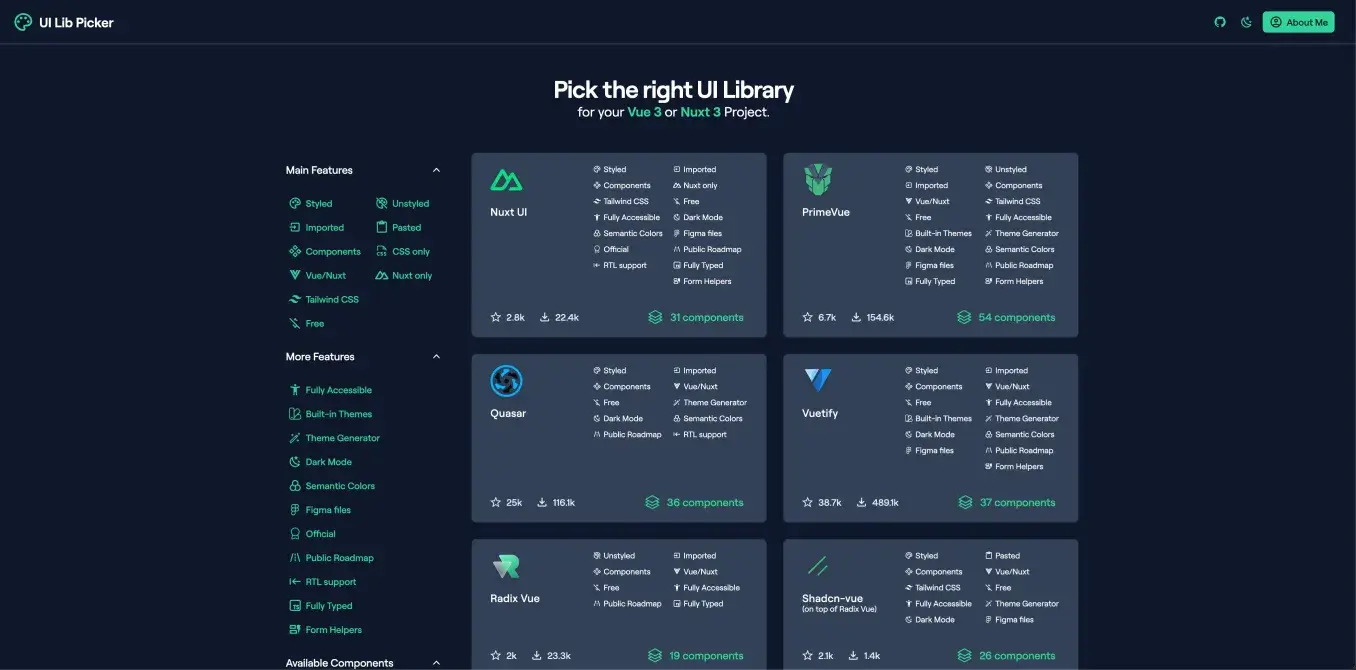 UI Lib Picker
About Me
Pick the right UI Library
for your Vue 3 or Nuxt 3 Project.
Main Features
Styled
Unstyled
Imported
Pasted
Components
CSS only
Vue/Nuxt
Nuxt only
Tailwind CSS
Free
More Features
Fully Accessible
Built-in Themes
Theme Generator
Dark Mode
Semantic Colors
Figma files
Official
Public Roadmap
RTL support
Fully Typed
Form Helpers
Available Components
Nuxt UI
Styled
Imported
Components
Nuxt only
Tailwind CSS
Free
Fully Accessible
Dark Mode
Semantic Colors
Figma files
Official
Public Roadmap
RTL support
Fully Typed
Form Helpers
2.8k
22.4k
31 components
PrimeVue
Styled
Unstyled
Imported
Components
Vue/Nuxt
Tailwind CSS
Free
Fully Accessible
Built-in Themes
Theme Generator
Dark Mode
Semantic Colors
Figma files
Public Roadmap
Fully Typed
Form Helpers
6.7k
154.6k
54 components
Quasar
Styled
Imported
Components
Vue/Nuxt
Free
Theme Generator
Dark Mode
Semantic Colors
Public Roadmap
RTL support
25k
116.1k
36 components
Vuetify
Styled
Imported
Components
Vue/Nuxt
Free
Fully Accessible
Built-in Themes
Theme Generator
Dark Mode
Semantic Colors
Figma files
Public Roadmap
Form Helpers
38.7k
489.1k
37 components
Radix Vue
Unstyled
Imported
Components
Vue/Nuxt
Free
Fully Accessible
Public Roadmap
Fully Typed
2k
23.3k
19 components
Shadcn-vue
(on top of Radix Vue)
Styled
Pasted
Components
Vue/Nuxt
Tailwind CSS
Free
Fully Accessible
Theme Generator
Dark Mode
Figma files
2.1k
1.4k
26 components